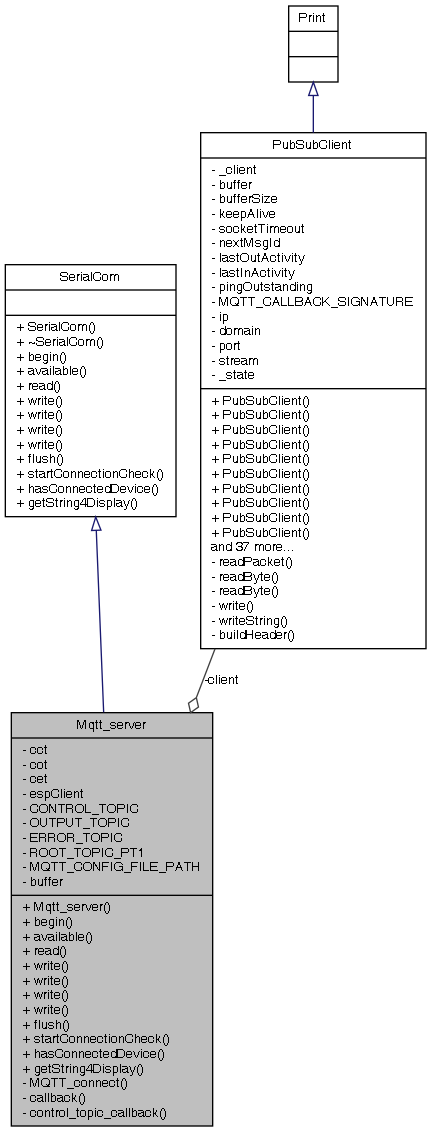 Print
PubSubClient
- _client
- buffer
- bufferSize
- keepAlive
- socketTimeout
- nextMsgId
- lastOutActivity
- lastInActivity
- pingOutstanding
- MQTT_CALLBACK_SIGNATURE
- ip
- domain
- port
- stream
- _state
+ PubSubClient()
+ PubSubClient()
+ PubSubClient()
+ PubSubClient()
+ PubSubClient()
+ PubSubClient()
+ PubSubClient()
+ PubSubClient()
+ PubSubClient()
+ PubSubClient()
and 37 more...
- readPacket()
- readByte()
- readByte()
- write()
- writeString()
- buildHeader()
SerialCom
+ SerialCom()
+ ~SerialCom()
+ begin()
+ available()
+ read()
+ write()
+ write()
+ write()
+ write()
+ flush()
+ startConnectionCheck()
+ hasConnectedDevice()
+ getString4Display()
-client
Mqtt_server
- cct
- cot
- cet
- espClient
- CONTROL_TOPIC
- OUTPUT_TOPIC
- ERROR_TOPIC
- ROOT_TOPIC_PT1
- MQTT_CONFIG_FILE_PATH
- buffer
+ Mqtt_server()
+ begin()
+ available()
+ read()
+ write()
+ write()
+ write()
+ write()
+ flush()
+ startConnectionCheck()
+ hasConnectedDevice()
+ getString4Display()
- MQTT_connect()
- callback()
- control_topic_callback()